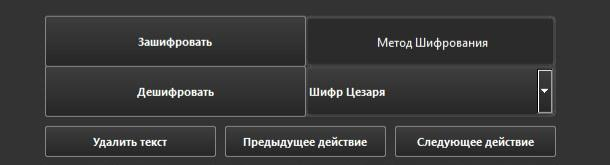 Зашифровать
Метод Шифрования
Дешифровать
Шифр Цезаря
Удалить текст
Предыдущее действие
Следующее действие